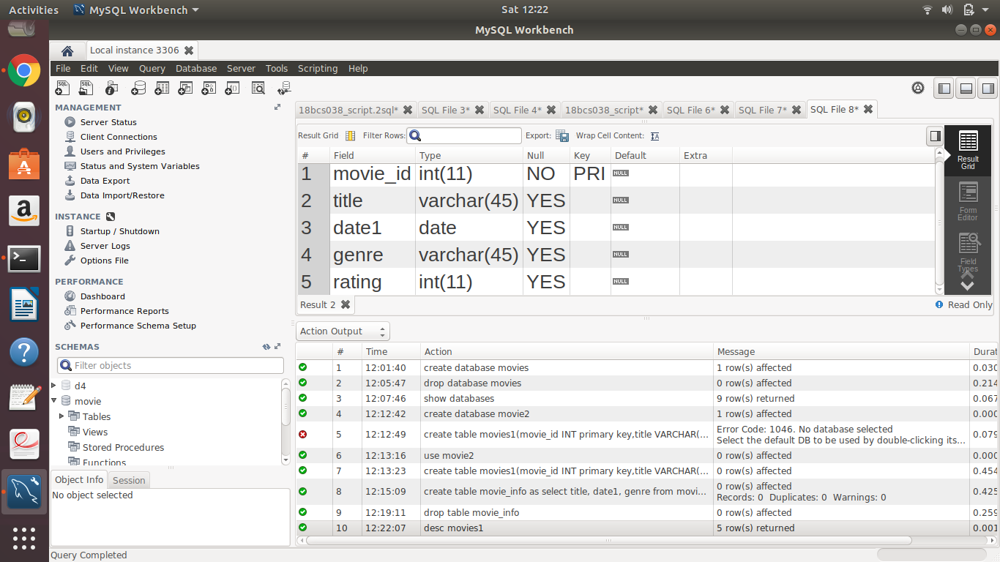 Activities MySQL Workbench Sat 12:22
MySQL Workbench
Local instance 3306
File Edit View Query Database Server Tools Scripting Help
MANAGEMENT
Server Status
Client Connections
Users and Privileges
Status and System Variables
Data Export
Data Import/Restore
INSTANCE
Startup / Shutdown
Server Logs
Options File
PERFORMANCE
Dashboard
Performance Reports
Performance Schema Setup
SCHEMAS
Filter objects
d4
movie
Tables
Views
Stored Procedures
Functions
Object Info Session
No object selected
18bcs038_script.2sql* SQL File 3* SQL File 4* 18bcs038_script* SQL File 6* SQL File 7* SQL File 8*
Result Grid Filter Rows: Export: Wrap Cell Content:
# Field Type Null Key Default Extra
1 movie_id int(11) NO PRI NULL
2 title varchar(45) YES NULL
3 date1 date YES NULL
4 genre varchar(45) YES NULL
5 rating int(11) YES NULL
Result Grid
Form Editor
Field Types
Result 2 Read Only
Action Output
# Time Action Message Durat
1 12:01:40 create database movies 1 row(s) affected 0.030
2 12:05:47 drop database movies 0 row(s) affected 0.214
3 12:07:46 show databases 9 row(s) returned 0.067
4 12:12:42 create database movie2 1 row(s) affected 0.000
5 12:12:49 create table movies1(movie_id INT primary key,title VARCHAR(... Error Code: 1046. No database selected 0.079
Select the default DB to be used by double-clicking its...
6 12:13:16 use movie2 0 row(s) affected 0.000
7 12:13:23 create table movies1(movie_id INT primary key,title VARCHAR(... 0 row(s) affected 0.454
8 12:15:09 create table movie_info as select title, date1, genre from movi... 0 row(s) affected 0.425
Records: 0 Duplicates: 0 Warnings: 0
9 12:19:11 drop table movie_info 0 row(s) affected 0.259
10 12:22:07 desc movies1 5 row(s) returned 0.001
Query Completed